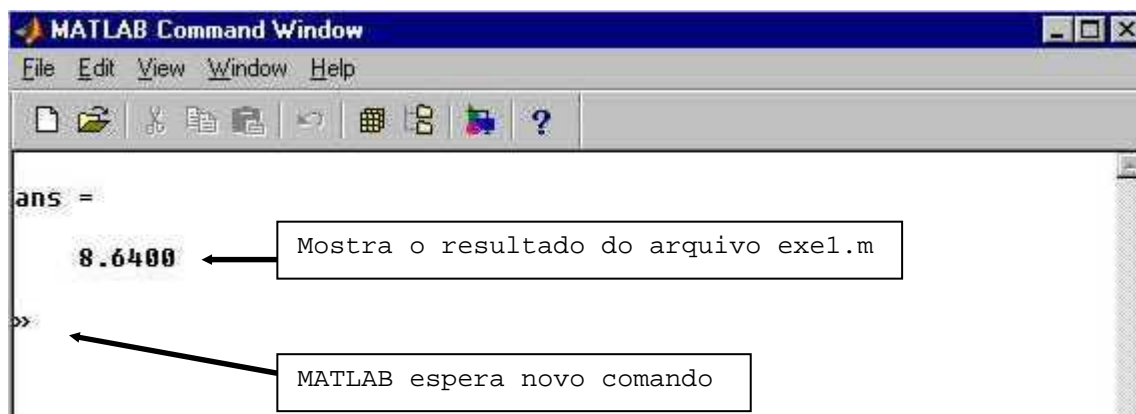 MATLAB Command Window
File Edit View Window Help
?
ans =
8.6400
Mostra o resultado do arquivo exe1.m
»
MATLAB espera novo comando